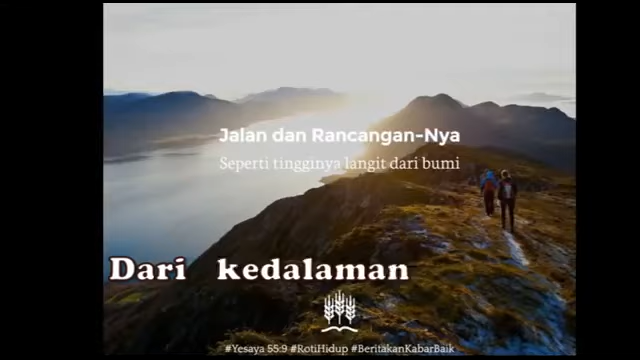 Jalan dan Rancangan-Nya
Seperti tingginya langit dari bumi
Dari kedalaman
#Yesaya 55:9 #RotiHidup #BeritakanKabarBaik